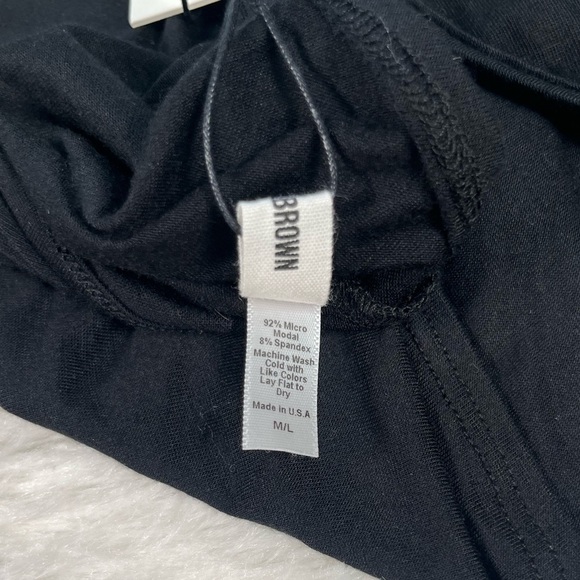 BROWN
92% Micro
Modal
8% Spandex
Machine Wash
Cold with
Like Colors
Lay Flat to
Dry
Made in U.S.A
M/L